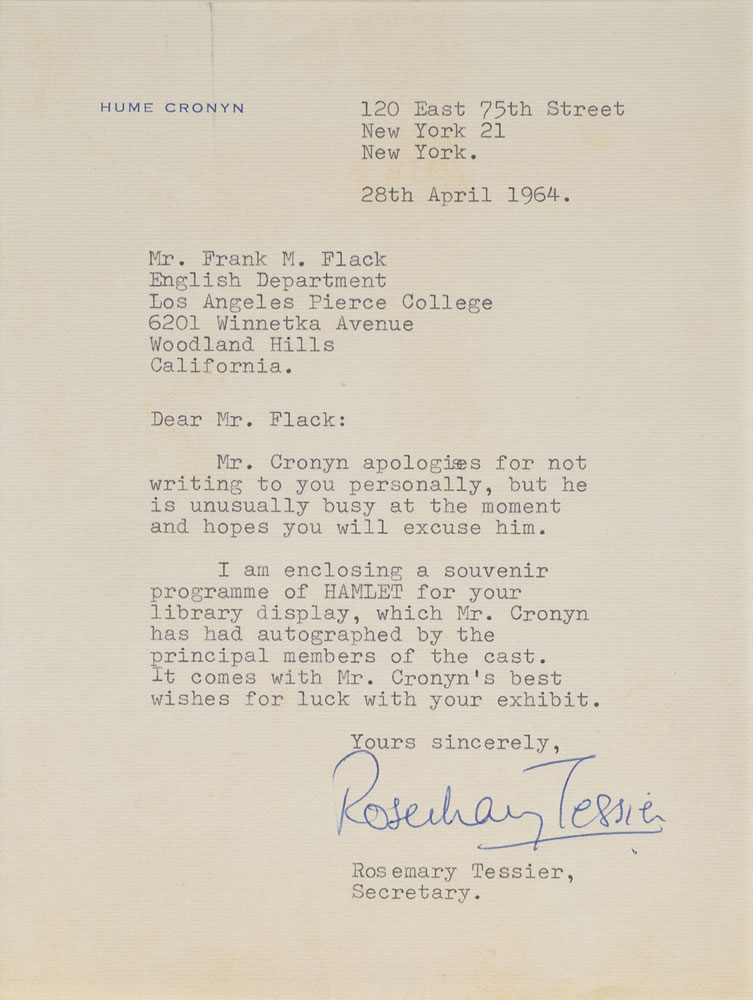 HUME CRONYN
120 East 75th Street
New York 21
New York.
28th April 1964.
Mr. Frank M. Flack
English Department
Los Angeles Pierce College
6201 Winnetka Avenue
Woodland Hills
California.
Dear Mr. Flack:
Mr. Cronyn apologises for not
writing to you personally, but he
is unusually busy at the moment
and hopes you will excuse him.
I am enclosing a souvenir
programme of HAMLET for your
library display, which Mr. Cronyn
has had autographed by the
principal members of the cast.
It comes with Mr. Cronyn's best
wishes for luck with your exhibit.
Yours sincerely,
Rosemary Tessier
Rosemary Tessier,
Secretary.